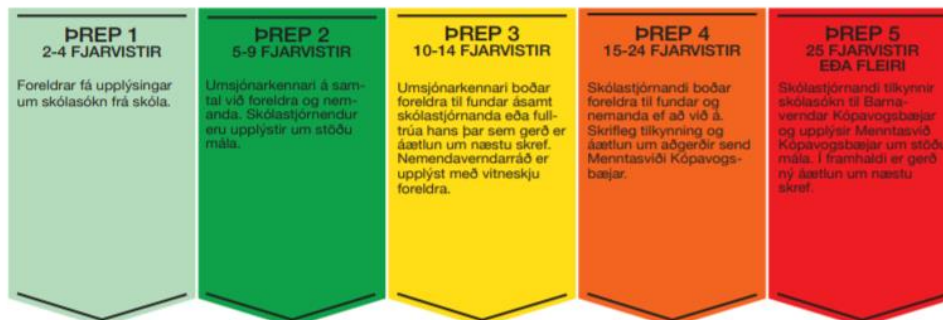 ÞREP 1
2-4 FJARVISTIR
Foreldrar fá upplýsingar
um skólasókn frá skóla.
ÞREP 2
5-9 FJARVISTIR
Umsjónarkennari á sam-
tal við foreldra og nem-
anda. Skólastjórnendur
eru upplýstir um stöðu
mála.
ÞREP 3
10-14 FJARVISTIR
Umsjónarkennari boðar
foreldra til fundar ásamt
skólastjórnanda eða full-
trúa hans þar sem gerð er
áætlun um næstu skref.
Nemendaverndarráð er
upplýst með vitneskju
foreldra.
ÞREP 4
15-24 FJARVISTIR
Skólastjórnandi boðar
foreldra til fundar og
nemanda ef að við á.
Skrifleg tilkynning og
áætlun um aðgerðir send
Menntasviði Kópavogs-
bæjar.
ÞREP 5
25 FJARVISTIR
EÐA FLEIRI
Skólastjórnandi tilkynnir
skólasókn til Barna-
verndar Kópavogsbæjar
og upplýsir Menntasvið
Kópavogsbæjar um stöðu
mála. Í framhaldi er gerð
ný áætlun um næstu
skref.